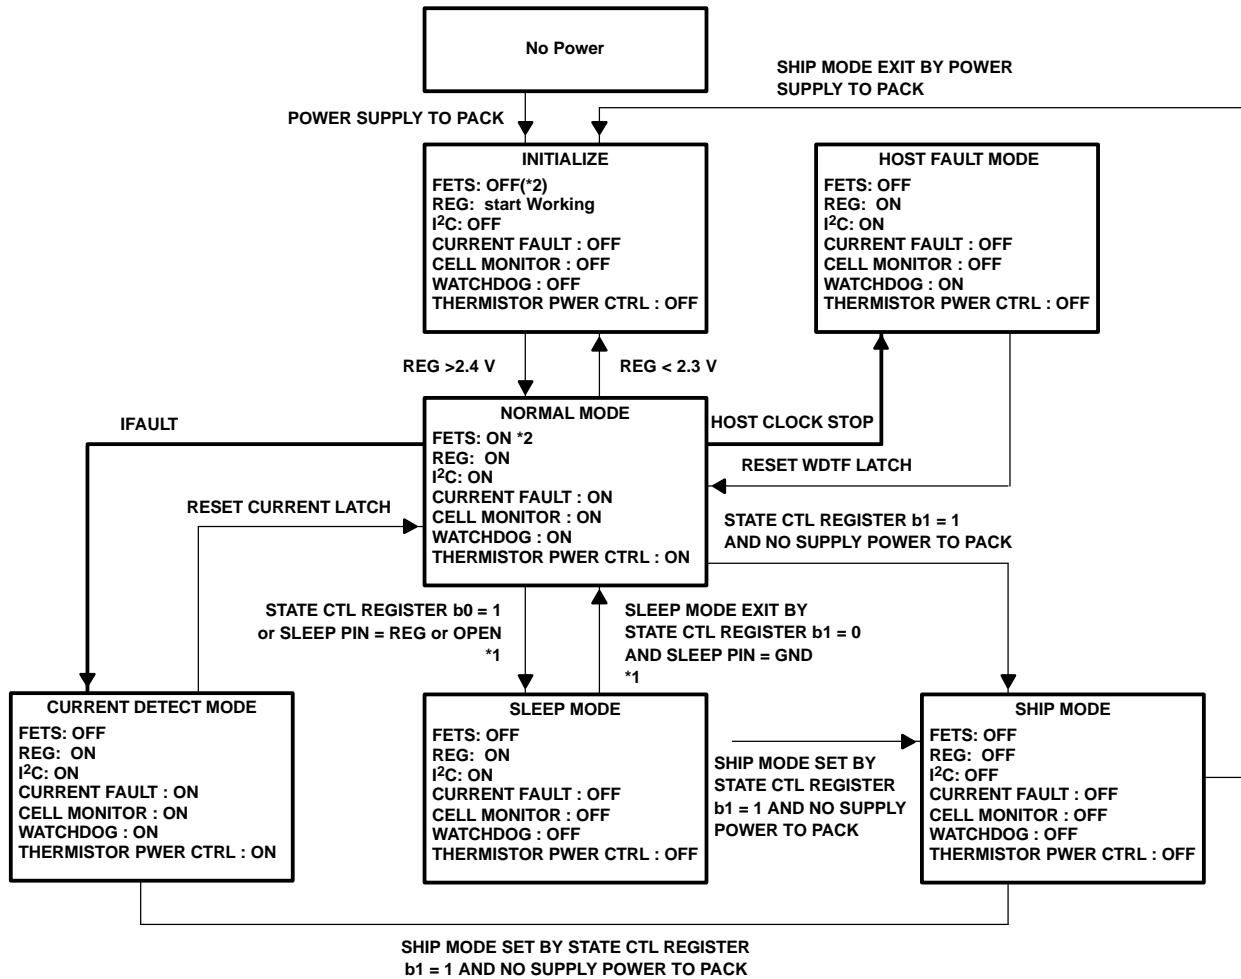 No Power
SHIP MODE EXIT BY POWER
SUPPLY TO PACK
POWER SUPPLY TO PACK
INITIALIZE
FETS: OFF(*2)
REG: start Working
I²C: OFF
CURRENT FAULT : OFF
CELL MONITOR : OFF
WATCHDOG : OFF
THERMISTOR PWER CTRL : OFF
HOST FAULT MODE
FETS: OFF
REG: ON
I²C: ON
CURRENT FAULT : OFF
CELL MONITOR : OFF
WATCHDOG : ON
THERMISTOR PWER CTRL : OFF
REG >2.4 V
REG < 2.3 V
IFAULT
NORMAL MODE
FETS: ON *2
REG: ON
I²C: ON
CURRENT FAULT : ON
CELL MONITOR : ON
WATCHDOG : ON
THERMISTOR PWER CTRL : ON
HOST CLOCK STOP
RESET WDTF LATCH
RESET CURRENT LATCH
STATE CTL REGISTER b1 = 1
AND NO SUPPLY POWER TO PACK
STATE CTL REGISTER b0 = 1
or SLEEP PIN = REG or OPEN
*1
SLEEP MODE EXIT BY
STATE CTL REGISTER b1 = 0
AND SLEEP PIN = GND
*1
CURRENT DETECT MODE
FETS: OFF
REG: ON
I²C: ON
CURRENT FAULT : ON
CELL MONITOR : ON
WATCHDOG : ON
THERMISTOR PWER CTRL : ON
SLEEP MODE
FETS: OFF
REG: ON
I²C: ON
CURRENT FAULT : OFF
CELL MONITOR : OFF
WATCHDOG : OFF
THERMISTOR PWER CTRL : OFF
SHIP MODE SET BY
STATE CTL REGISTER
b1 = 1 AND NO SUPPLY
POWER TO PACK
SHIP MODE
FETS: OFF
REG: OFF
I²C: OFF
CURRENT FAULT : OFF
CELL MONITOR : OFF
WATCHDOG : OFF
THERMISTOR PWER CTRL : OFF
SHIP MODE SET BY STATE CTL REGISTER
b1 = 1 AND NO SUPPLY POWER TO PACK